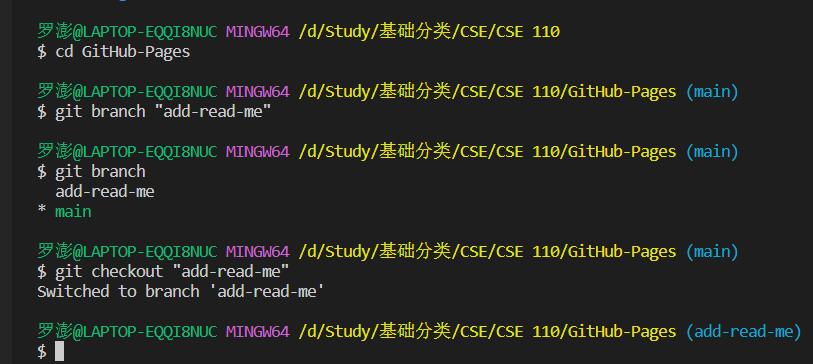 罗澎@LAPTOP-EQQI8NUC MINGW64 /d/Study/基础分类/CSE/CSE 110
$ cd GitHub-Pages
罗澎@LAPTOP-EQQI8NUC MINGW64 /d/Study/基础分类/CSE/CSE 110/GitHub-Pages (main)
$ git branch "add-read-me"
罗澎@LAPTOP-EQQI8NUC MINGW64 /d/Study/基础分类/CSE/CSE 110/GitHub-Pages (main)
$ git branch
  add-read-me
* main
罗澎@LAPTOP-EQQI8NUC MINGW64 /d/Study/基础分类/CSE/CSE 110/GitHub-Pages (main)
$ git checkout "add-read-me"
Switched to branch 'add-read-me'
罗澎@LAPTOP-EQQI8NUC MINGW64 /d/Study/基础分类/CSE/CSE 110/GitHub-Pages (add-read-me)
$